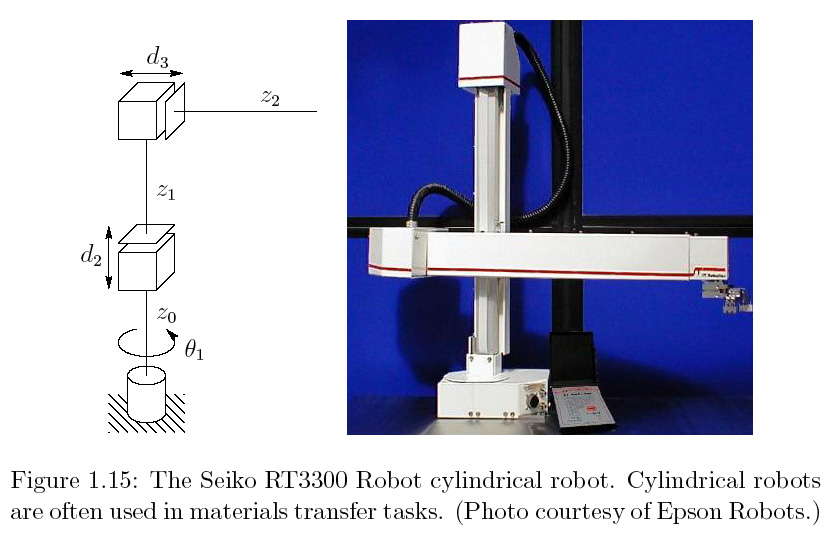 d3
z2
z1
d2
z0
θ1
Figure 1.15: The Seiko RT3300 Robot cylindrical robot. Cylindrical robots
are often used in materials transfer tasks. (Photo courtesy of Epson Robots.)